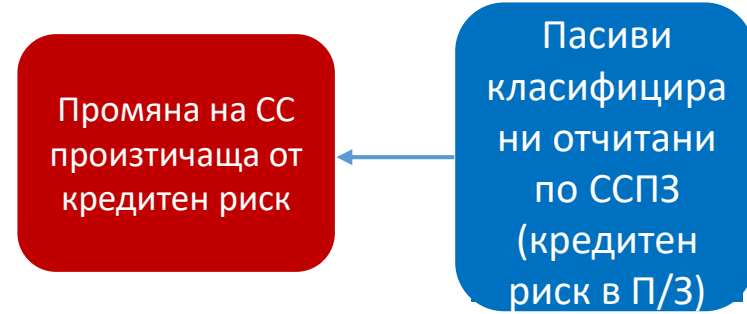 Промяна на СС
произтичаща от
кредитен риск
Пасиви
класифицира
ни отчитани
по ССПЗ
(кредитен
риск в П/З)